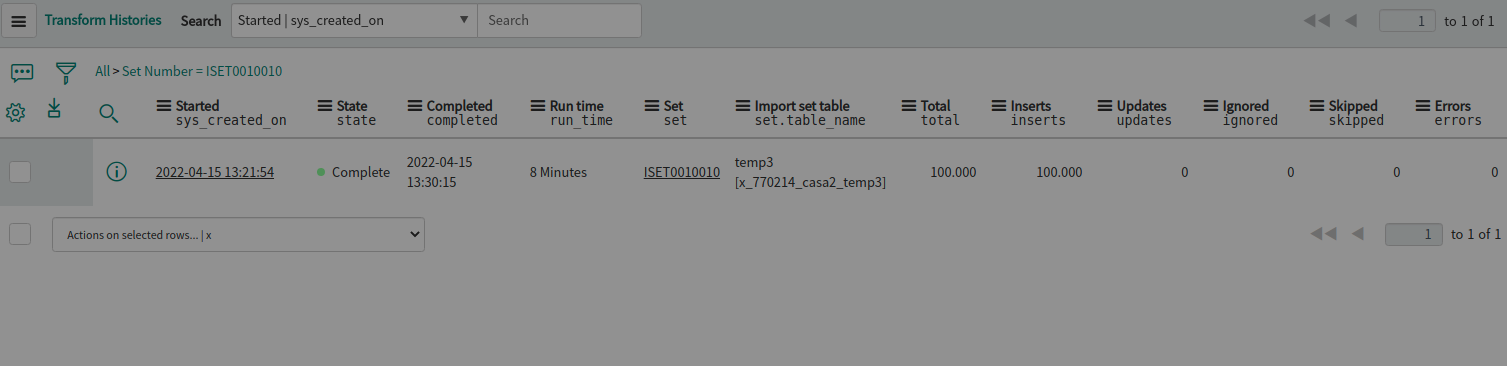 Transform Histories Search Started | sys_created_on Search 1 to 1 of 1
All > Set Number = ISET0010010
Started State Completed Run time Set Import set table Total Inserts Updates Ignored Skipped Errors
sys_created_on state completed run_time set set.table_name total inserts updates ignored skipped errors
2022-04-15 13:21:54 Complete 2022-04-15 13:30:15 8 Minutes ISET0010010 temp3 [x_770214_casa2_temp3] 100.000 100.000 0 0 0 0
Actions on selected rows... | x 1 to 1 of 1